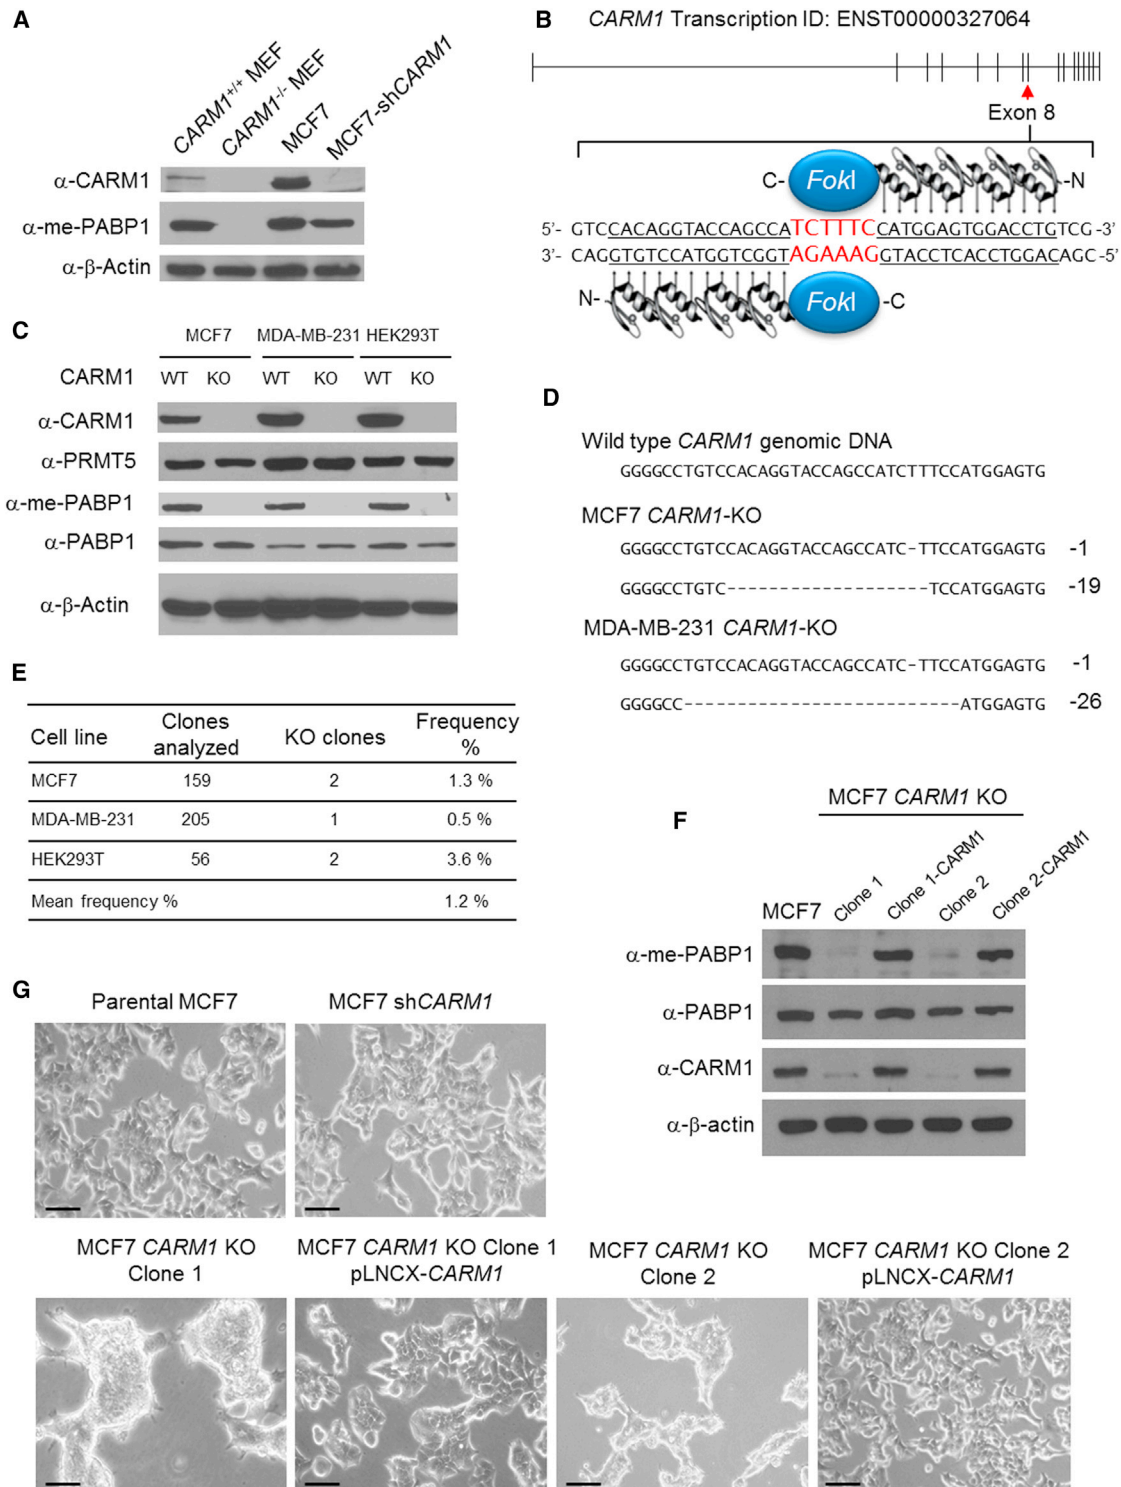 A
CARM1+/+ MEF
CARM1-/- MEF
MCF7
MCF7-shCARM1
α-CARM1
α-me-PABP1
α-β-Actin
B
CARM1 Transcription ID: ENST00000327064
Exon 8
C-
FokI
-N
5'- GTCCACAGGTACCAGCCATCTTTCCATGGAGTGGACCTGTCG -3'
3'- CAGGTGTCCATGGTCGGTAGAAAGGTACCTCACCTGGACAGC -5'
N-
FokI
-C
C
MCF7 MDA-MB-231 HEK293T
CARM1 WT KO WT KO WT KO
α-CARM1
α-PRMT5
α-me-PABP1
α-PABP1
α-β-Actin
D
Wild type CARM1 genomic DNA
GGGGCCTGTCCACAGGTACCAGCCATCTTTCCATGGAGTG
MCF7 CARM1-KO
GGGGCCTGTCCACAGGTACCAGCCATC-TTCCATGGAGTG -1
GGGGCCTGTC-------------------TCCATGGAGTG -19
MDA-MB-231 CARM1-KO
GGGGCCTGTCCACAGGTACCAGCCATC-TTCCATGGAGTG -1
GGGGCC--------------------------ATGGAGTG -26
E
Cell line Clones analyzed KO clones Frequency %
MCF7 159 2 1.3 %
MDA-MB-231 205 1 0.5 %
HEK293T 56 2 3.6 %
Mean frequency % 1.2 %
F
MCF7 CARM1 KO
MCF7
Clone 1
Clone 1-CARM1
Clone 2
Clone 2-CARM1
α-me-PABP1
α-PABP1
α-CARM1
α-β-actin
G
Parental MCF7
MCF7 shCARM1
MCF7 CARM1 KO
Clone 1
MCF7 CARM1 KO Clone 1
pLNCX-CARM1
MCF7 CARM1 KO
Clone 2
MCF7 CARM1 KO Clone 2
pLNCX-CARM1